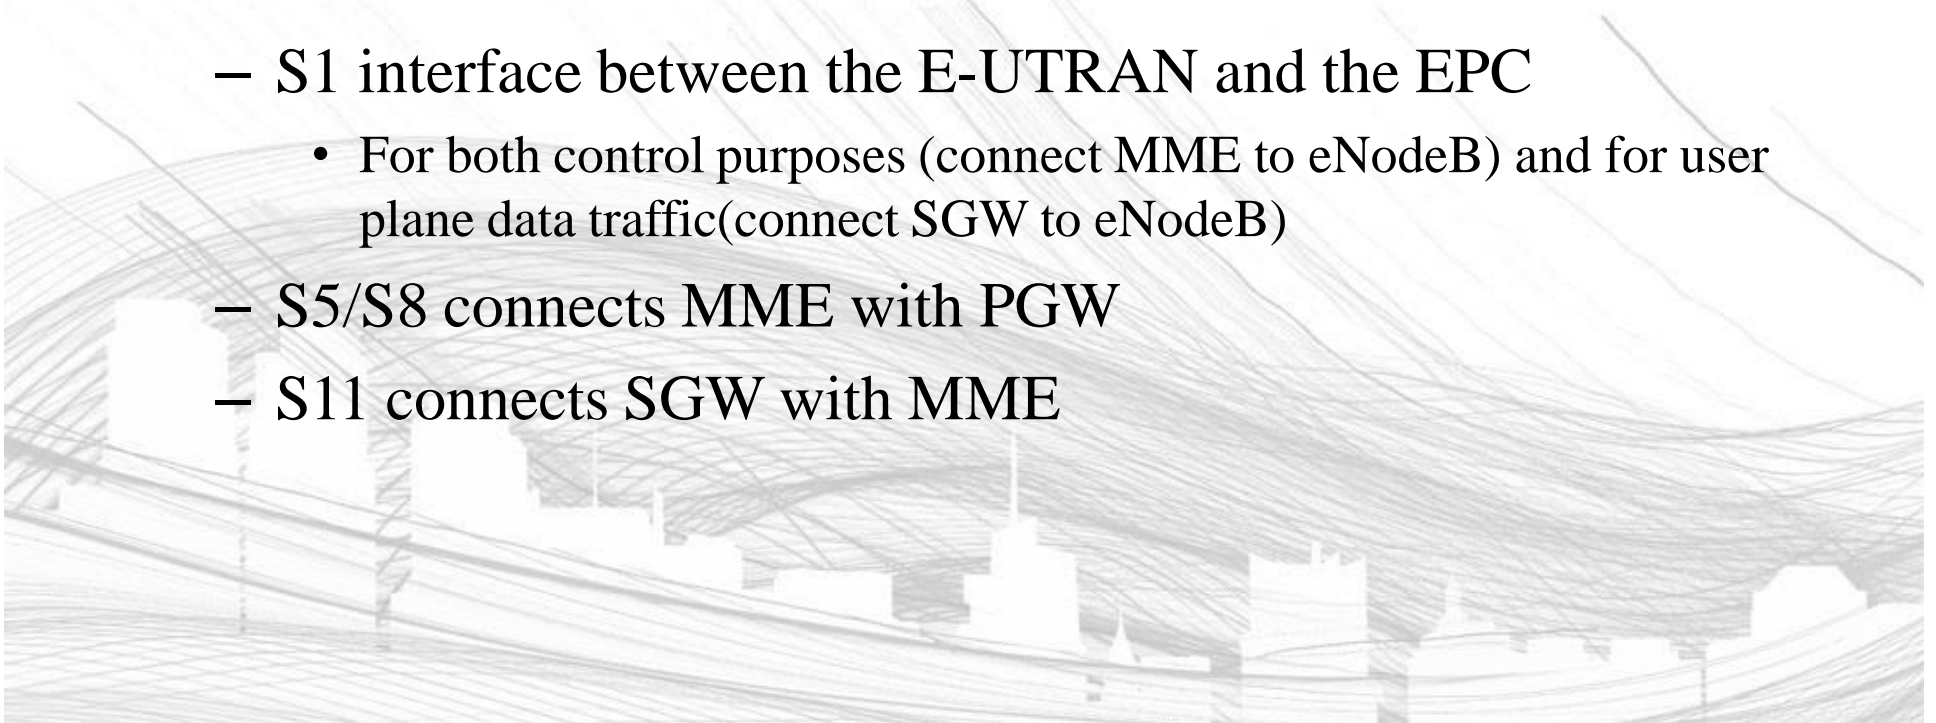 – S1 interface between the E-UTRAN and the EPC
• For both control purposes (connect MME to eNodeB) and for user
plane data traffic(connect SGW to eNodeB)
– S5/S8 connects MME with PGW
– S11 connects SGW with MME